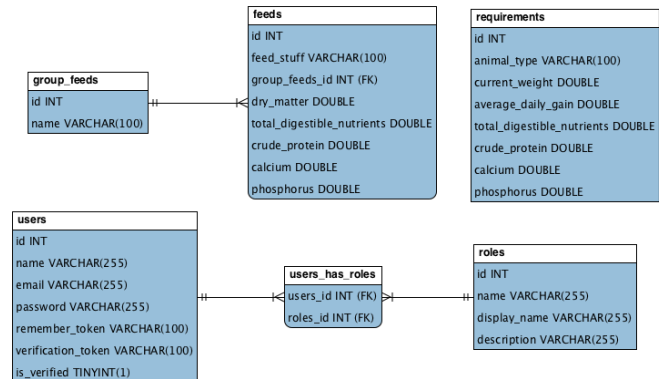 feeds
id INT
feed_stuff VARCHAR(100)
group_feeds_id INT (FK)
dry_matter DOUBLE
total_digestible_nutrients DOUBLE
crude_protein DOUBLE
calcium DOUBLE
phosphorus DOUBLE
requirements
id INT
animal_type VARCHAR(100)
current_weight DOUBLE
average_daily_gain DOUBLE
total_digestible_nutrients DOUBLE
crude_protein DOUBLE
calcium DOUBLE
phosphorus DOUBLE
group_feeds
id INT
name VARCHAR(100)
users
id INT
name VARCHAR(255)
email VARCHAR(255)
password VARCHAR(255)
remember_token VARCHAR(100)
verification_token VARCHAR(100)
is_verified TINYINT(1)
users_has_roles
users_id INT (FK)
roles_id INT (FK)
roles
id INT
name VARCHAR(255)
display_name VARCHAR(255)
description VARCHAR(255)